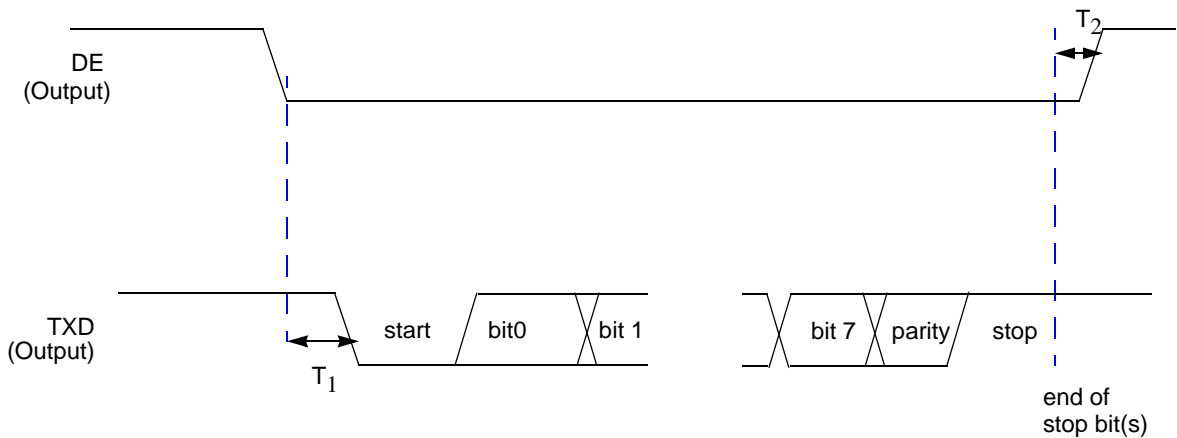 T2
DE
(Output)
TXD
(Output)
start
bit0
bit 1
bit 7
parity
stop
T1
end of
stop bit(s)